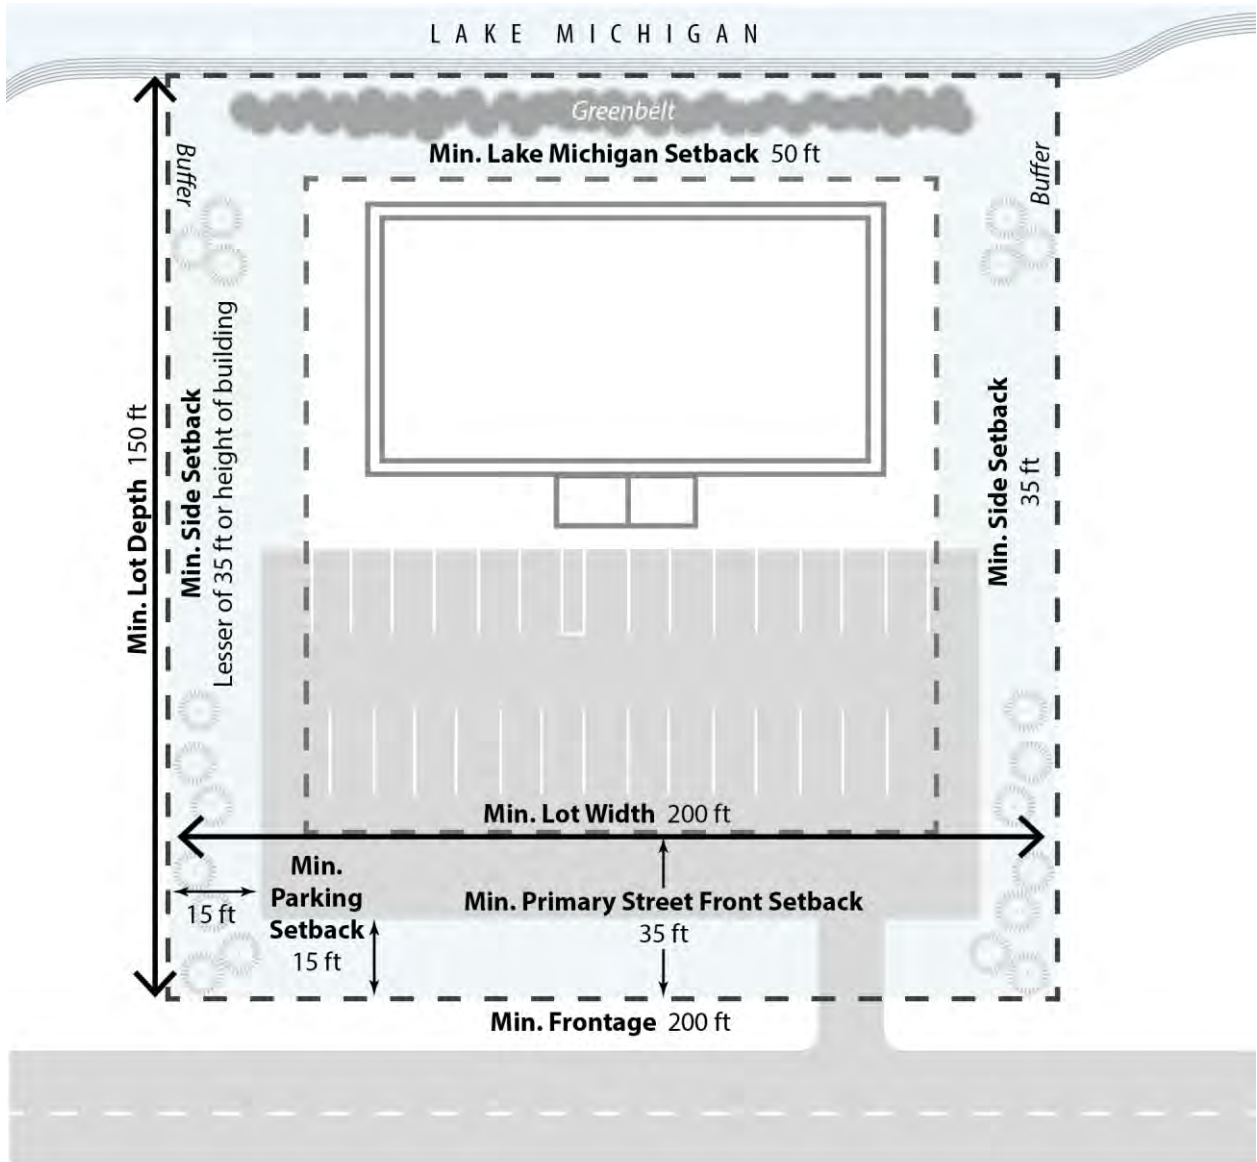 LAKE MICHIGAN
Greenbelt
Min. Lake Michigan Setback 50 ft
Buffer
Buffer
Min. Lot Depth 150 ft
Min. Side Setback
Lesser of 35 ft or height of building
Min. Side Setback
35 ft
Min. Lot Width 200 ft
Min.
Parking
Setback
15 ft
15 ft
Min. Primary Street Front Setback
35 ft
Min. Frontage 200 ft